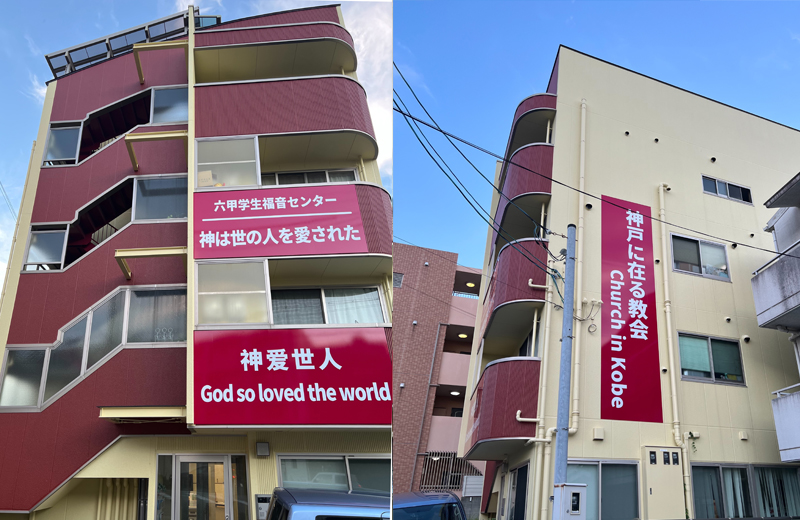 六甲学生福音センター
神は世の人を愛された
神爱世人
God so loved the world
神戸に在る教会
Church in Kobe